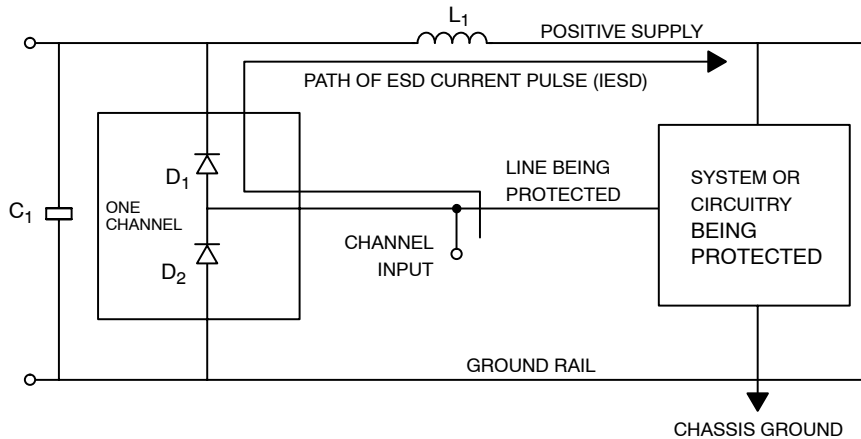 L1
POSITIVE SUPPLY
PATH OF ESD CURRENT PULSE (IESD)
D1
ONE
CHANNEL
D2
C1
LINE BEING
PROTECTED
CHANNEL
INPUT
SYSTEM OR
CIRCUITRY
BEING
PROTECTED
GROUND RAIL
CHASSIS GROUND